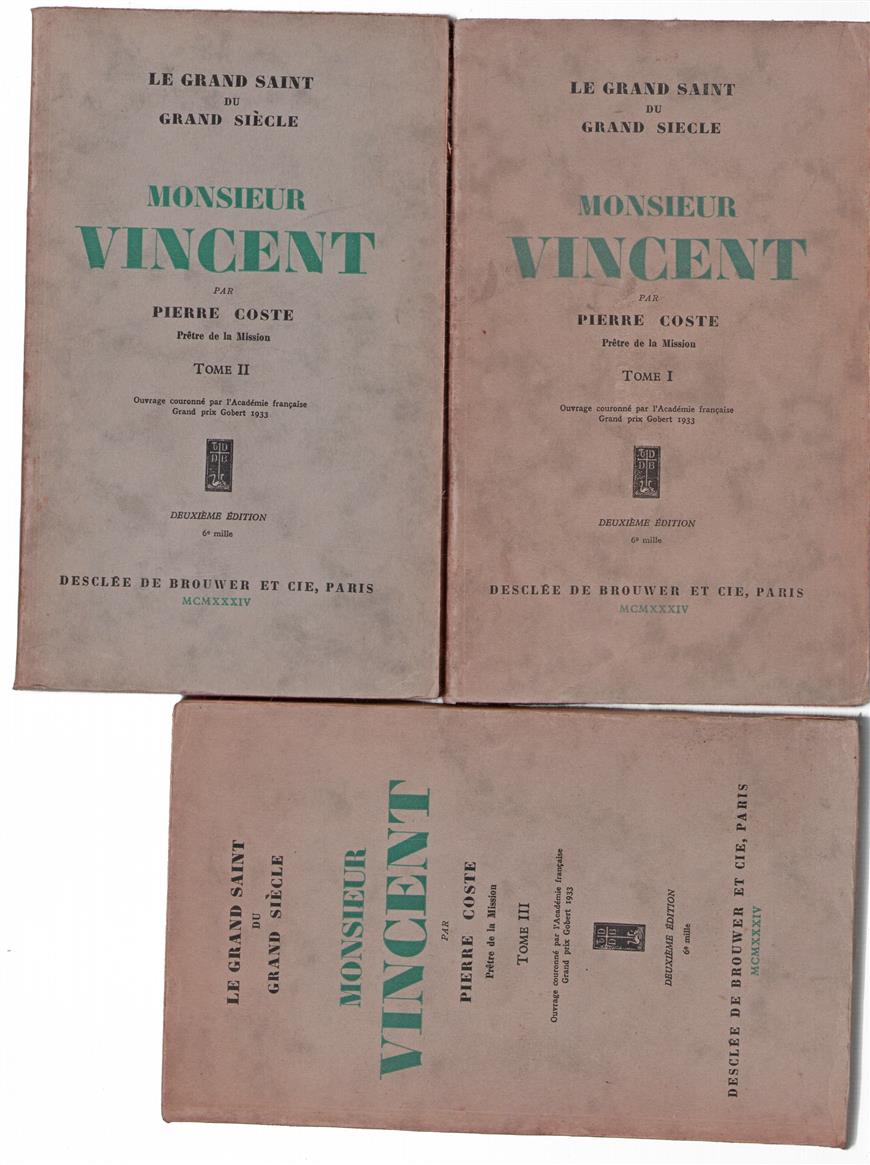 LE GRAND SAINT
DU
GRAND SIÈCLE
MONSIEUR
VINCENT
PAR
PIERRE COSTE
Prêtre de la Mission
TOME II
Ouvrage couronné par l'Académie française
Grand prix Gobert 1933
DDB
DEUXIÈME ÉDITION
6e mille
DESCLÉE DE BROUWER ET CIE, PARIS
MCMXXXIV
LE GRAND SAINT
DU
GRAND SIECLE
MONSIEUR
VINCENT
PAR
PIERRE COSTE
Prêtre de la Mission
TOME I
Ouvrage couronné par l'Académie française
Grand prix Gobert 1933
DDB
DEUXIÈME ÉDITION
6e mille
DESCLÉE DE BROUWER ET CIE, PARIS
MCMXXXIV
LE GRAND SAINT
DU
GRAND SIÈCLE
MONSIEUR
VINCENT
PAR
PIERRE COSTE
Prêtre de la Mission
TOME III
Ouvrage couronné par l'Académie française
Grand prix Gobert 1933
DDB
DEUXIÈME ÉDITION
6e mille
DESCLÉE DE BROUWER ET CIE, PARIS
MCMXXXIV